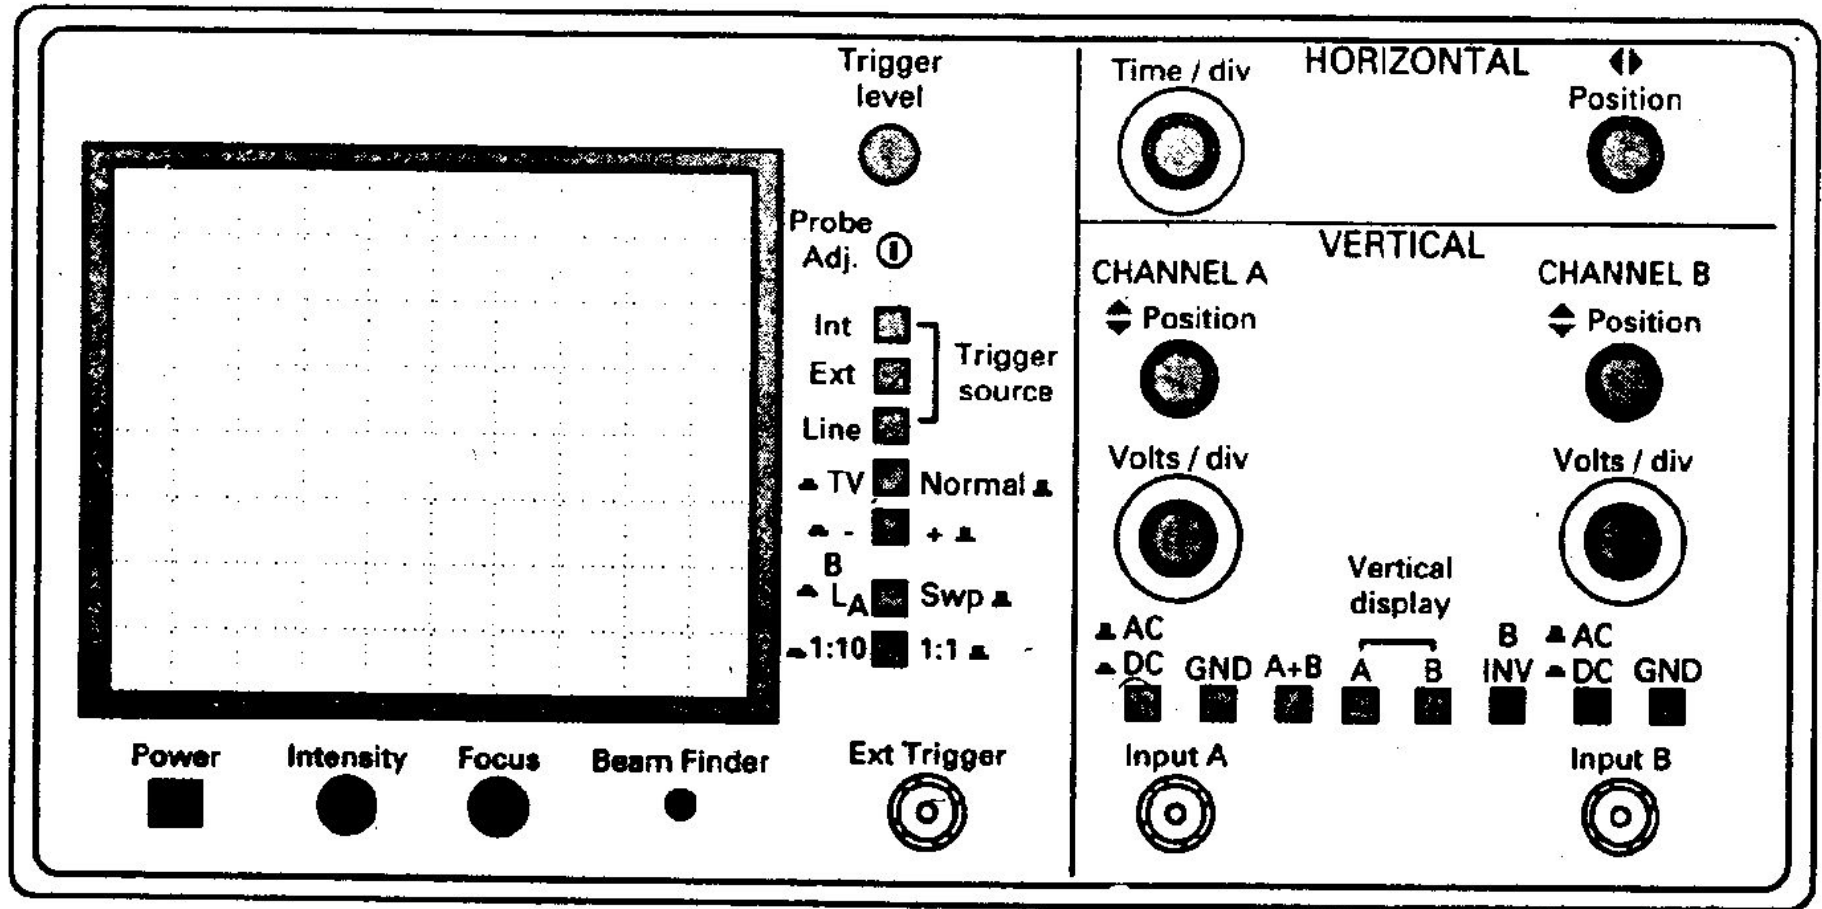 Trigger
level
Probe
Adj.
Int
Ext
Line
Trigger
source
TV Normal
- +
B
LA Swp
1:10 1:1
Power
Intensity
Focus
Beam Finder
Ext Trigger
HORIZONTAL
Time / div
Position
VERTICAL
CHANNEL A
Position
Volts / div
CHANNEL B
Position
Volts / div
Vertical
display
AC
DC
GND
A+B
A
B
B
INV
AC
DC
GND
Input A
Input B